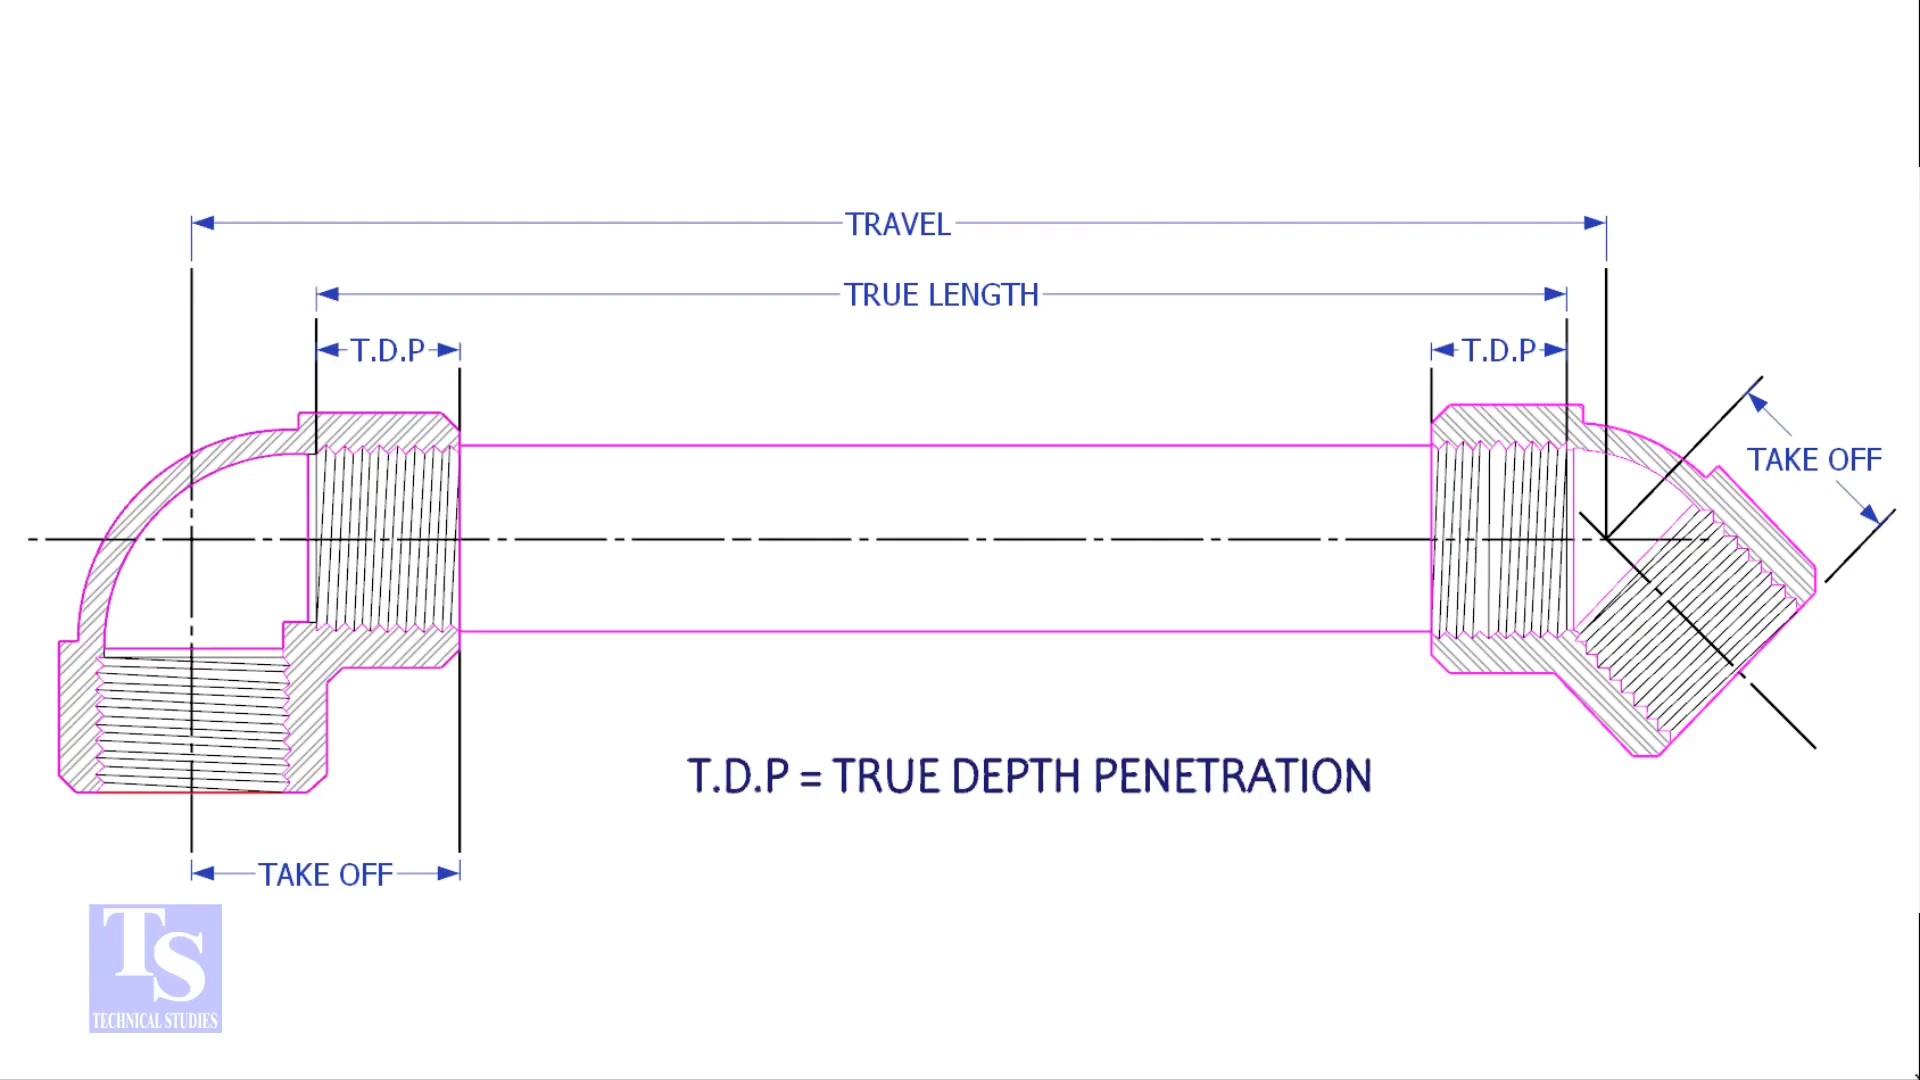 TRAVEL
TRUE LENGTH
T.D.P
T.D.P
TAKE OFF
T.D.P = TRUE DEPTH PENETRATION
TAKE OFF
TS
TECHNICAL STUDIES